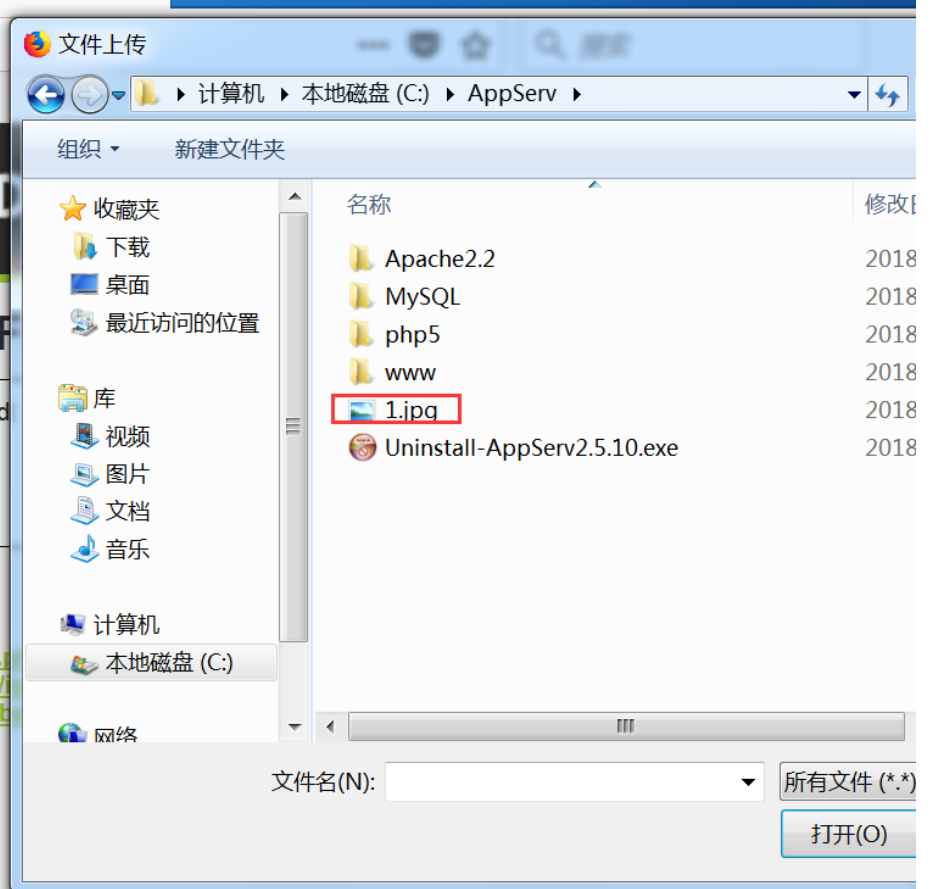 文件上传
搜索
计算机 本地磁盘 (C:) AppServ
组织 新建文件夹
收藏夹
下载
桌面
最近访问的位置
库
视频
图片
文档
音乐
计算机
本地磁盘 (C:)
网络
名称 修改日
Apache2.2 2018
MySQL 2018
php5 2018
www 2018
1.jpg 2018
Uninstall-AppServ2.5.10.exe 2018
文件名(N): 所有文件 (*.*)
打开(O)